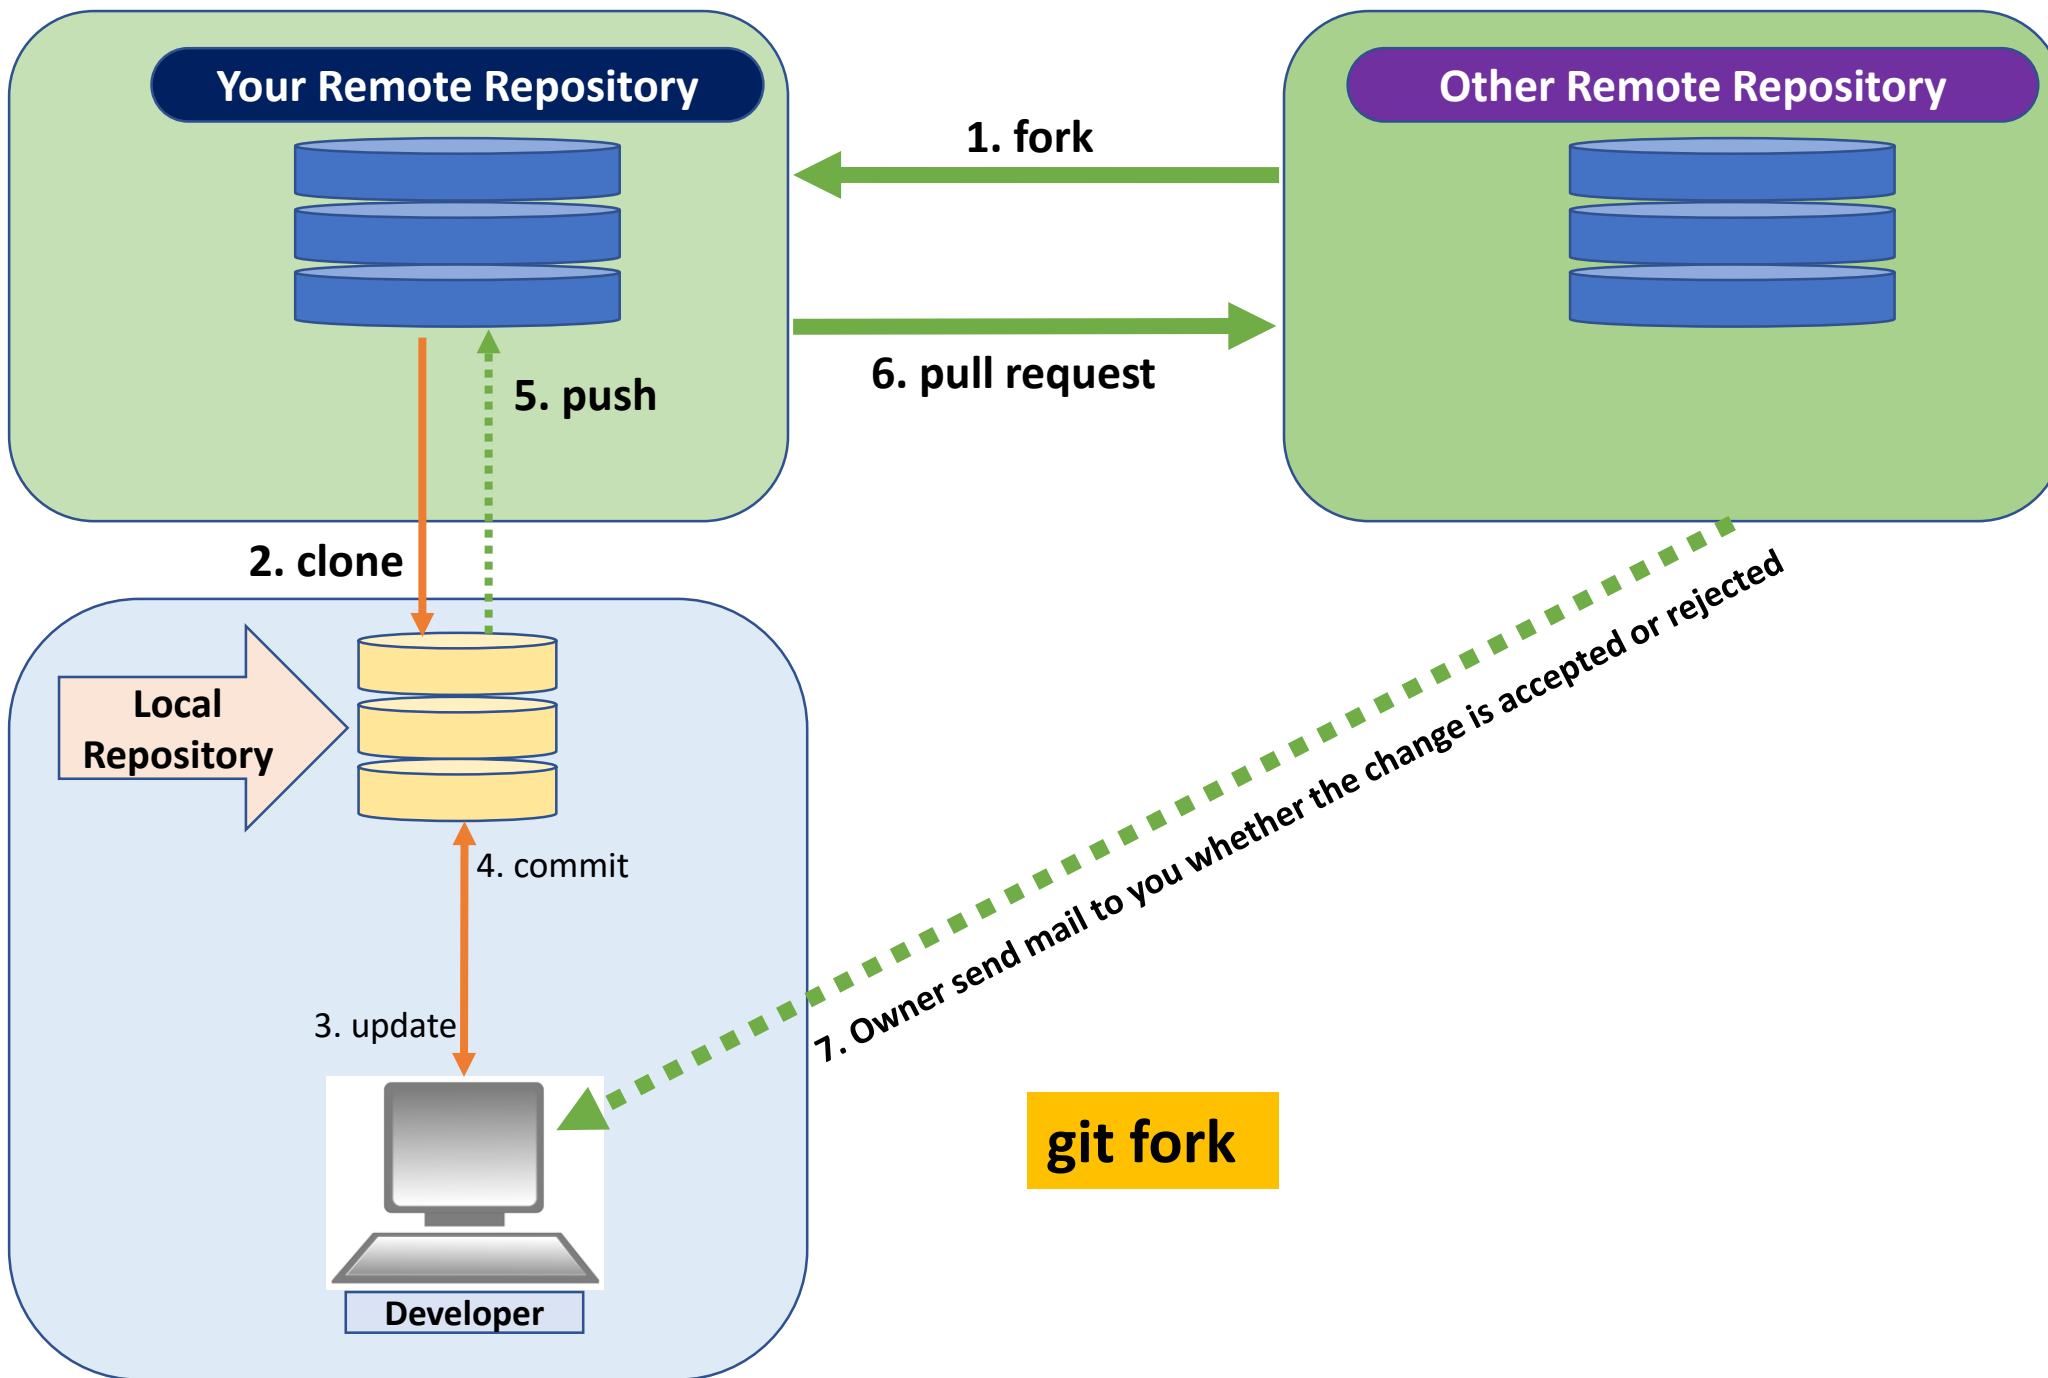 Your Remote Repository
Other Remote Repository
1. fork
6. pull request
5. push
2. clone
Local
Repository
4. commit
3. update
7. Owner send mail to you whether the change is accepted or rejected
git fork
Developer